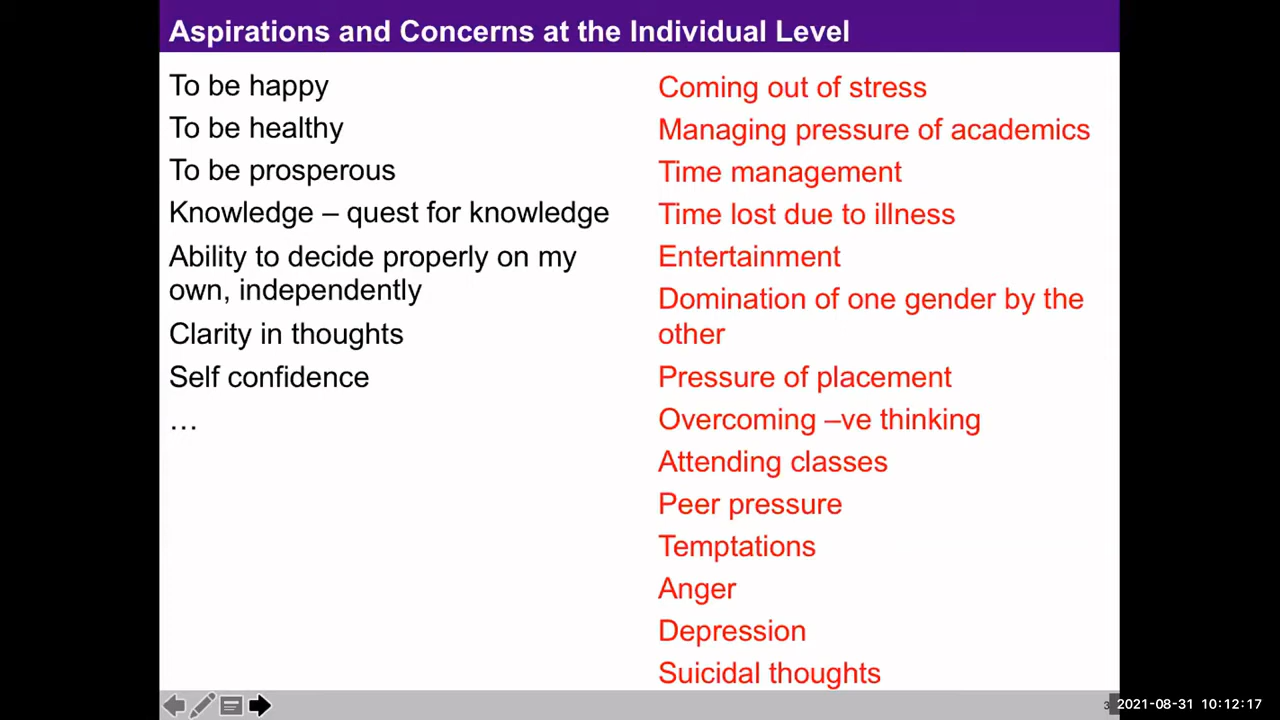 Aspirations and Concerns at the Individual Level
To be happy
To be healthy
To be prosperous
Knowledge – quest for knowledge
Ability to decide properly on my
own, independently
Clarity in thoughts
Self confidence
…
Coming out of stress
Managing pressure of academics
Time management
Time lost due to illness
Entertainment
Domination of one gender by the
other
Pressure of placement
Overcoming –ve thinking
Attending classes
Peer pressure
Temptations
Anger
Depression
Suicidal thoughts
3
2021-08-31 10:12:17